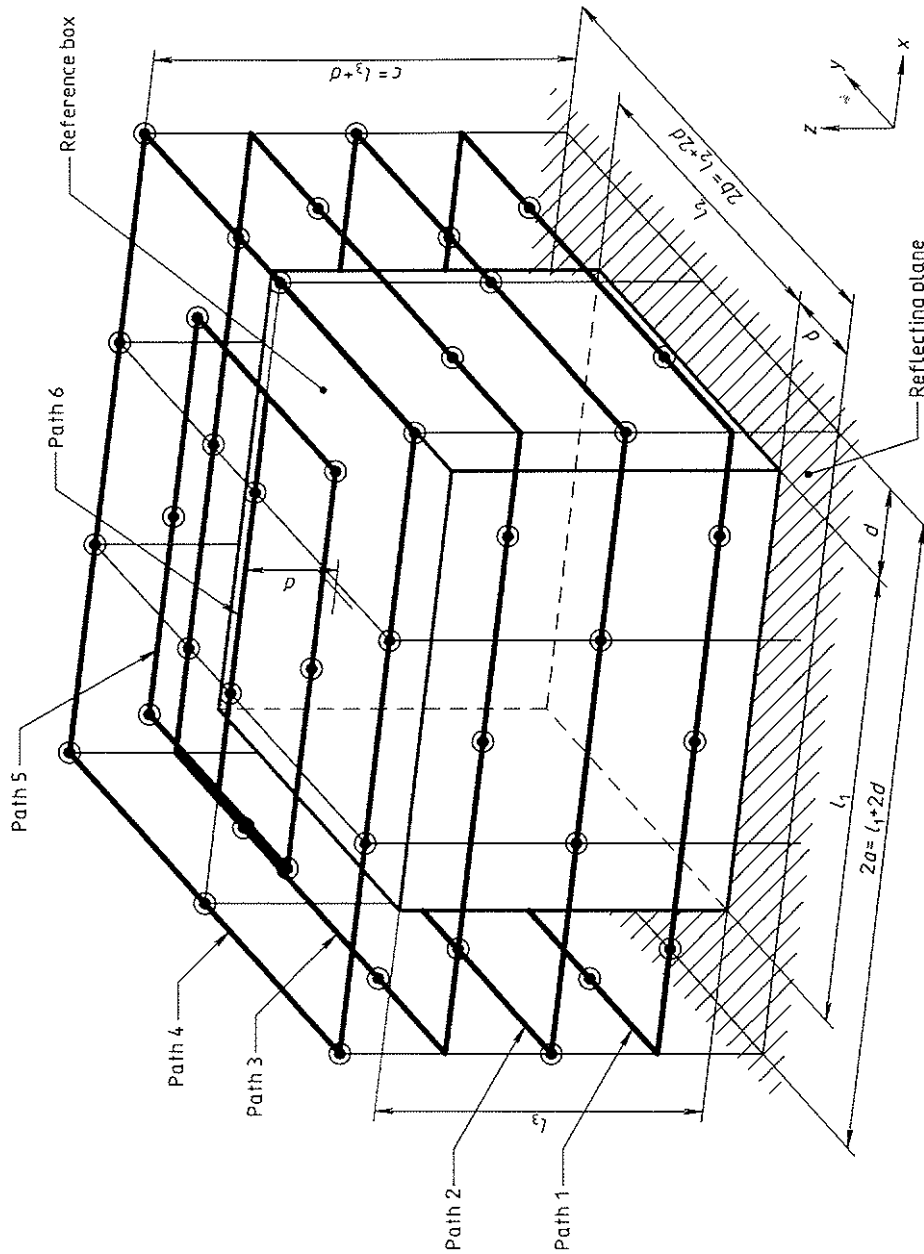 Path 6
Reference box
Path 5
Path 4
Path 3
Path 2
Path 1
c = l₃ + d
d
l₃
2b = l₂ + 2d
l₂
d
d
l₁
2a = l₁ + 2d
z
y
x
Reflecting plane